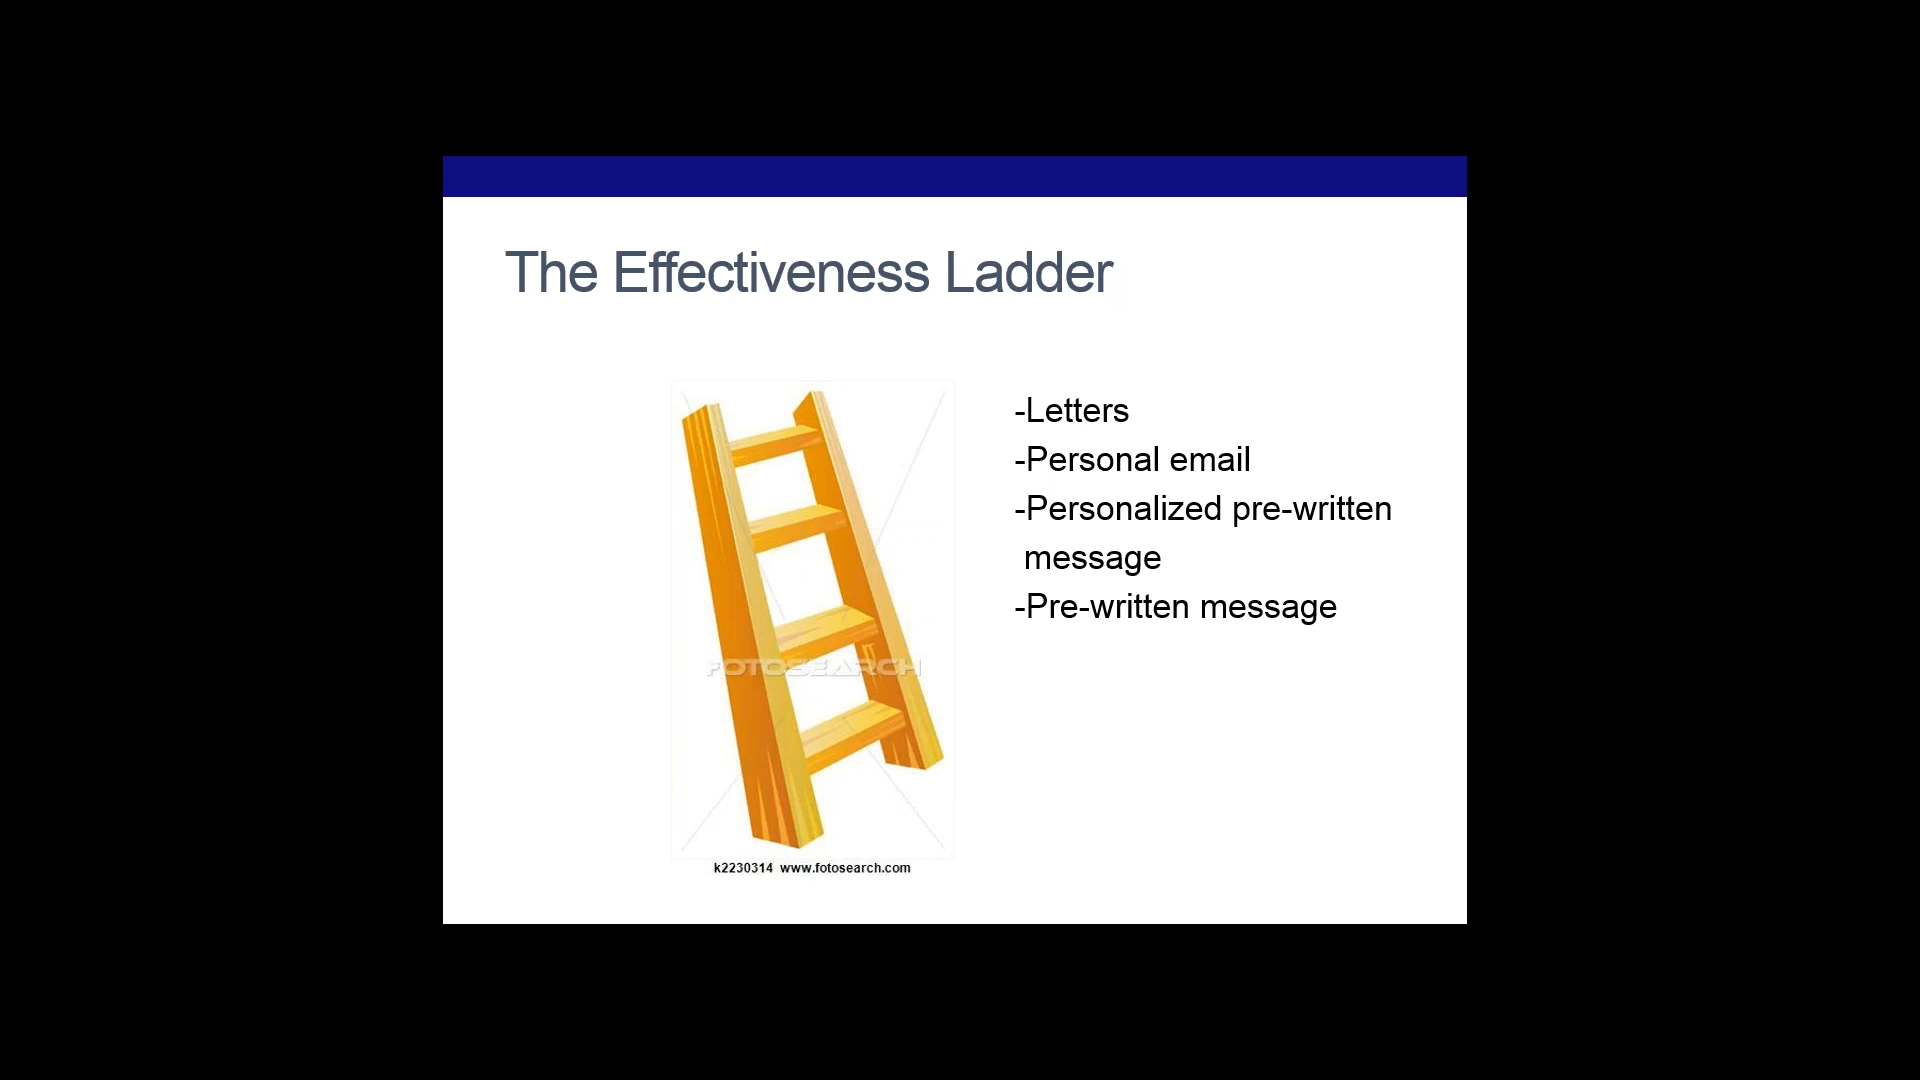 The Effectiveness Ladder
-Letters
-Personal email
-Personalized pre-written
message
-Pre-written message
FOTOSEARCH
k2230314 www.fotosearch.com